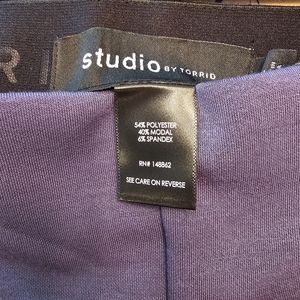 studio BY TORRID
54% POLYESTER
40% MODAL
6% SPANDEX
RN# 148862
SEE CARE ON REVERSE